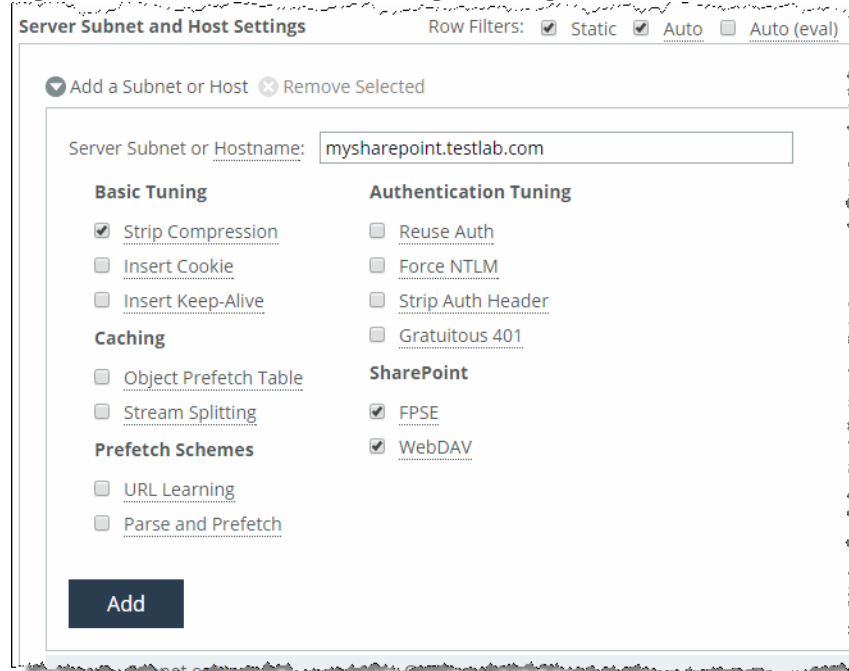 Server Subnet and Host Settings Row Filters: Static Auto Auto (eval)
Add a Subnet or Host Remove Selected
Server Subnet or Hostname: mysharepoint.testlab.com
Basic Tuning
Strip Compression
Insert Cookie
Insert Keep-Alive
Caching
Object Prefetch Table
Stream Splitting
Prefetch Schemes
URL Learning
Parse and Prefetch
Authentication Tuning
Reuse Auth
Force NTLM
Strip Auth Header
Gratuitous 401
SharePoint
FPSE
WebDAV
Add